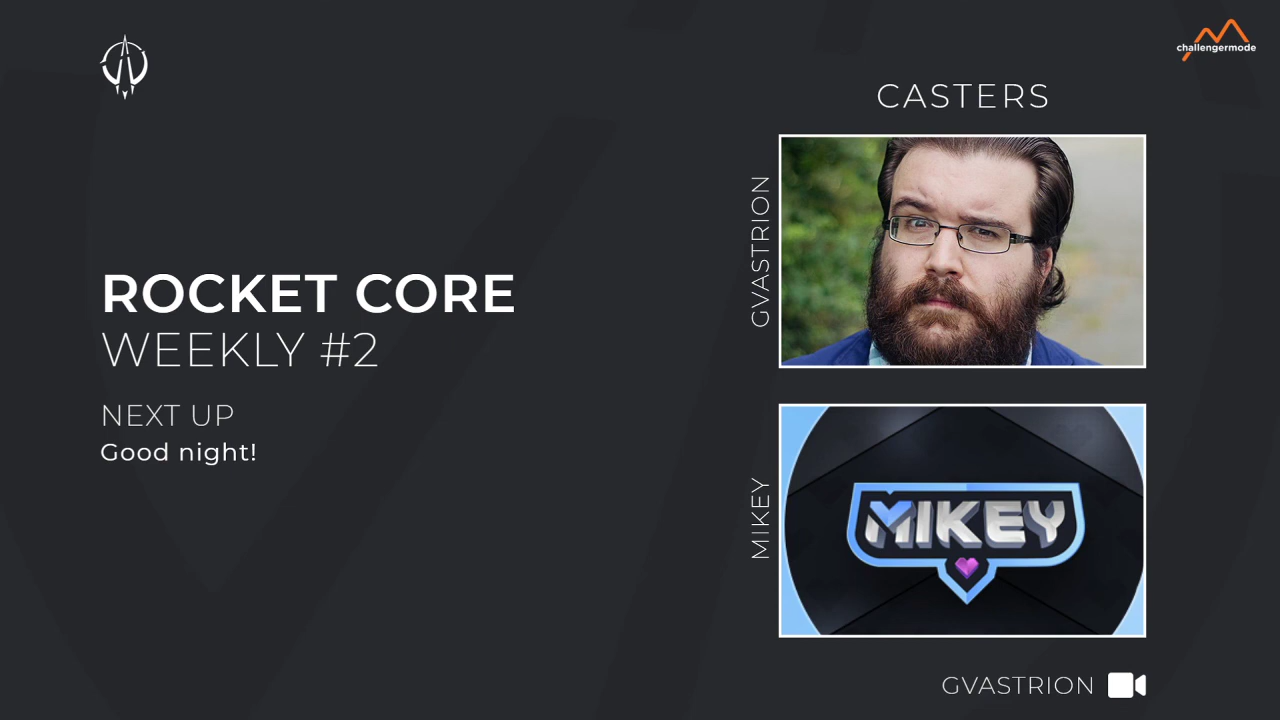 challengermode
CASTERS
GVASTRION
ROCKET CORE
WEEKLY #2
NEXT UP
Good night!
MIKEY
MIKEY
GVASTRION